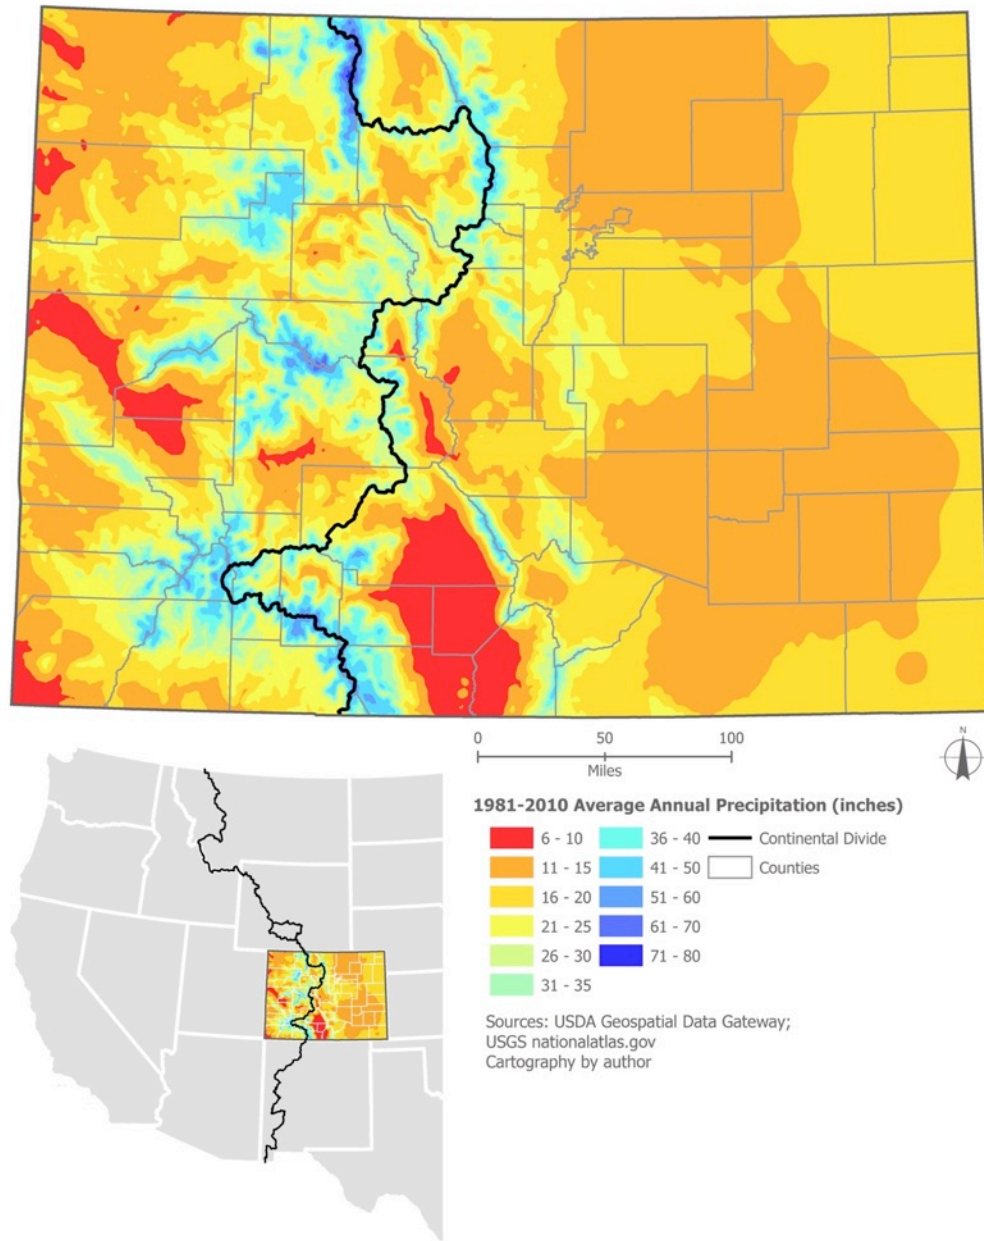 0 50 100
Miles
N
1981-2010 Average Annual Precipitation (inches)
6 - 10 36 - 40 Continental Divide
11 - 15 41 - 50 Counties
16 - 20 51 - 60
21 - 25 61 - 70
26 - 30 71 - 80
31 - 35
Sources: USDA Geospatial Data Gateway;
USGS nationalatlas.gov
Cartography by author